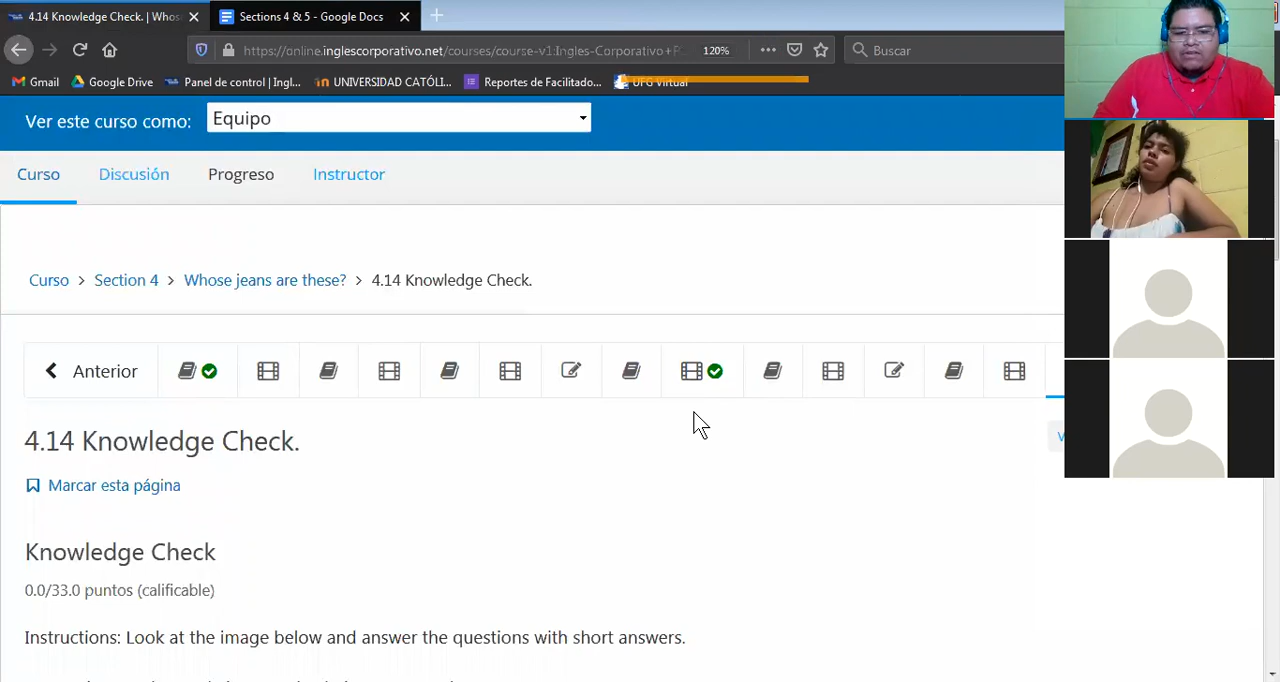 4.14 Knowledge Check. | Whos
Sections 4 & 5 - Google Docs
https://online.inglescorporativo.net/courses/course-v1:Ingles-Corporativo+P
120%
Buscar
Gmail
Google Drive
Panel de control | Ingl...
UNIVERSIDAD CATÓLI...
Reportes de Facilitado...
UFG Virtual
Ver este curso como:
Equipo
Curso
Discusión
Progreso
Instructor
Curso > Section 4 > Whose jeans are these? > 4.14 Knowledge Check.
Anterior
4.14 Knowledge Check.
Marcar esta página
Knowledge Check
0.0/33.0 puntos (calificable)
Instructions: Look at the image below and answer the questions with short answers.